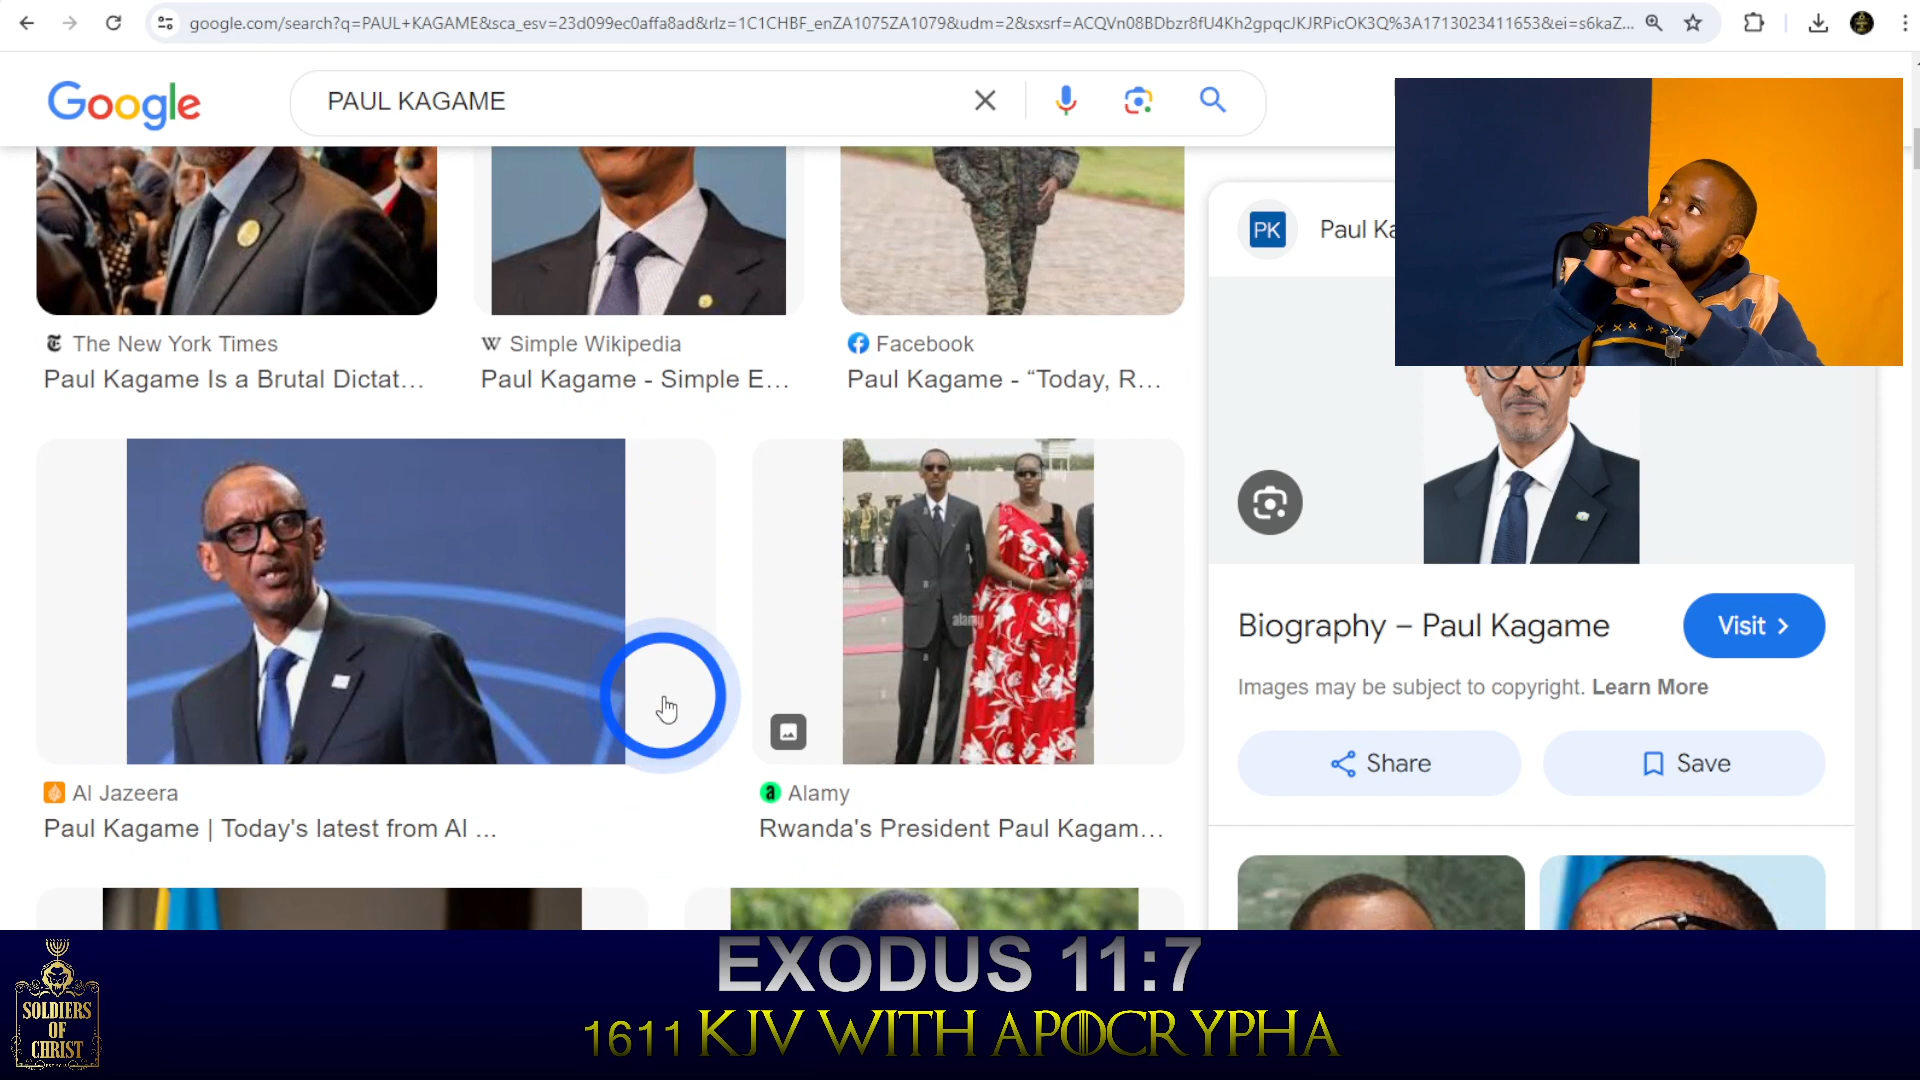 google.com/search?q=PAUL+KAGAME&sca_esv=23d099ec0affa8ad&rlz=1C1CHBF_enZA1075ZA1079&udm=2&sxsrf=ACQVn08BDbzr8fU4Kh2gpqcJKJRPicOK3Q%3A1713023411653&ei=s6kaZ...
Google
PAUL KAGAME
PK
Paul Ka
The New York Times
Paul Kagame Is a Brutal Dictat...
W Simple Wikipedia
Paul Kagame - Simple E...
Facebook
Paul Kagame - “Today, R...
alamy
Biography – Paul Kagame
Visit
Images may be subject to copyright. Learn More
Share
Save
Al Jazeera
Paul Kagame | Today's latest from Al ...
a Alamy
Rwanda's President Paul Kagam...
SOLDIERS
OF
CHRIST
EXODUS 11:7
1611 KJV WITH APOCRYPHA